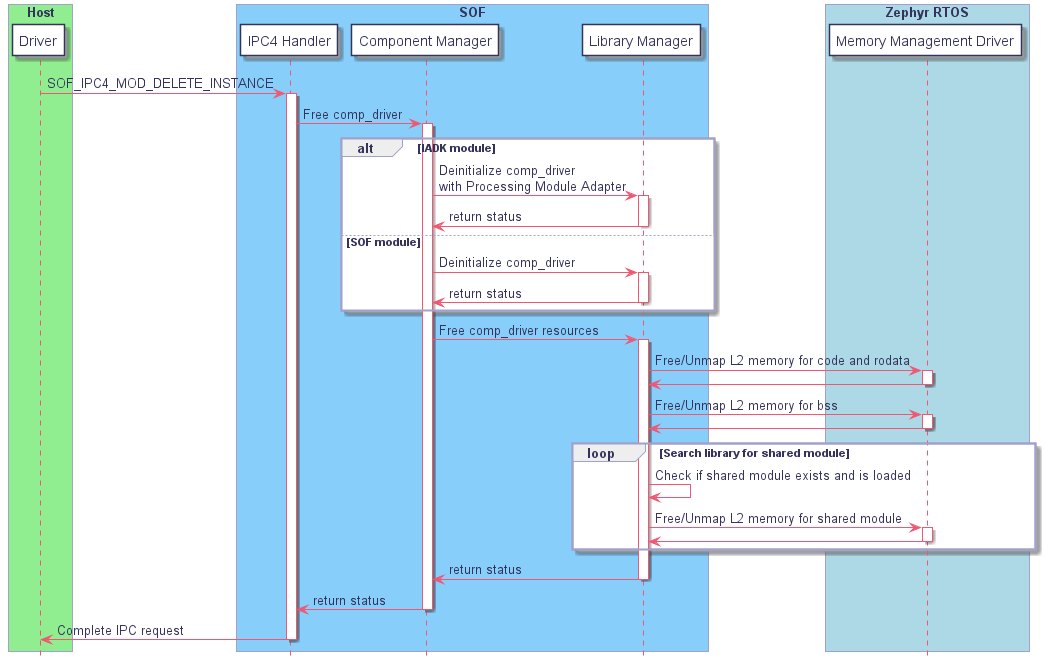 Host
SOF
Zephyr RTOS
Driver
IPC4 Handler
Component Manager
Library Manager
Memory Management Driver
SOF_IPC4_MOD_DELETE_INSTANCE
Free comp_driver
alt
[IADK module]
Deinitialize comp_driver
with Processing Module Adapter
return status
[SOF module]
Deinitialize comp_driver
return status
Free comp_driver resources
Free/Unmap L2 memory for code and rodata
Free/Unmap L2 memory for bss
loop
[Search library for shared module]
Check if shared module exists and is loaded
Free/Unmap L2 memory for shared module
return status
return status
Complete IPC request